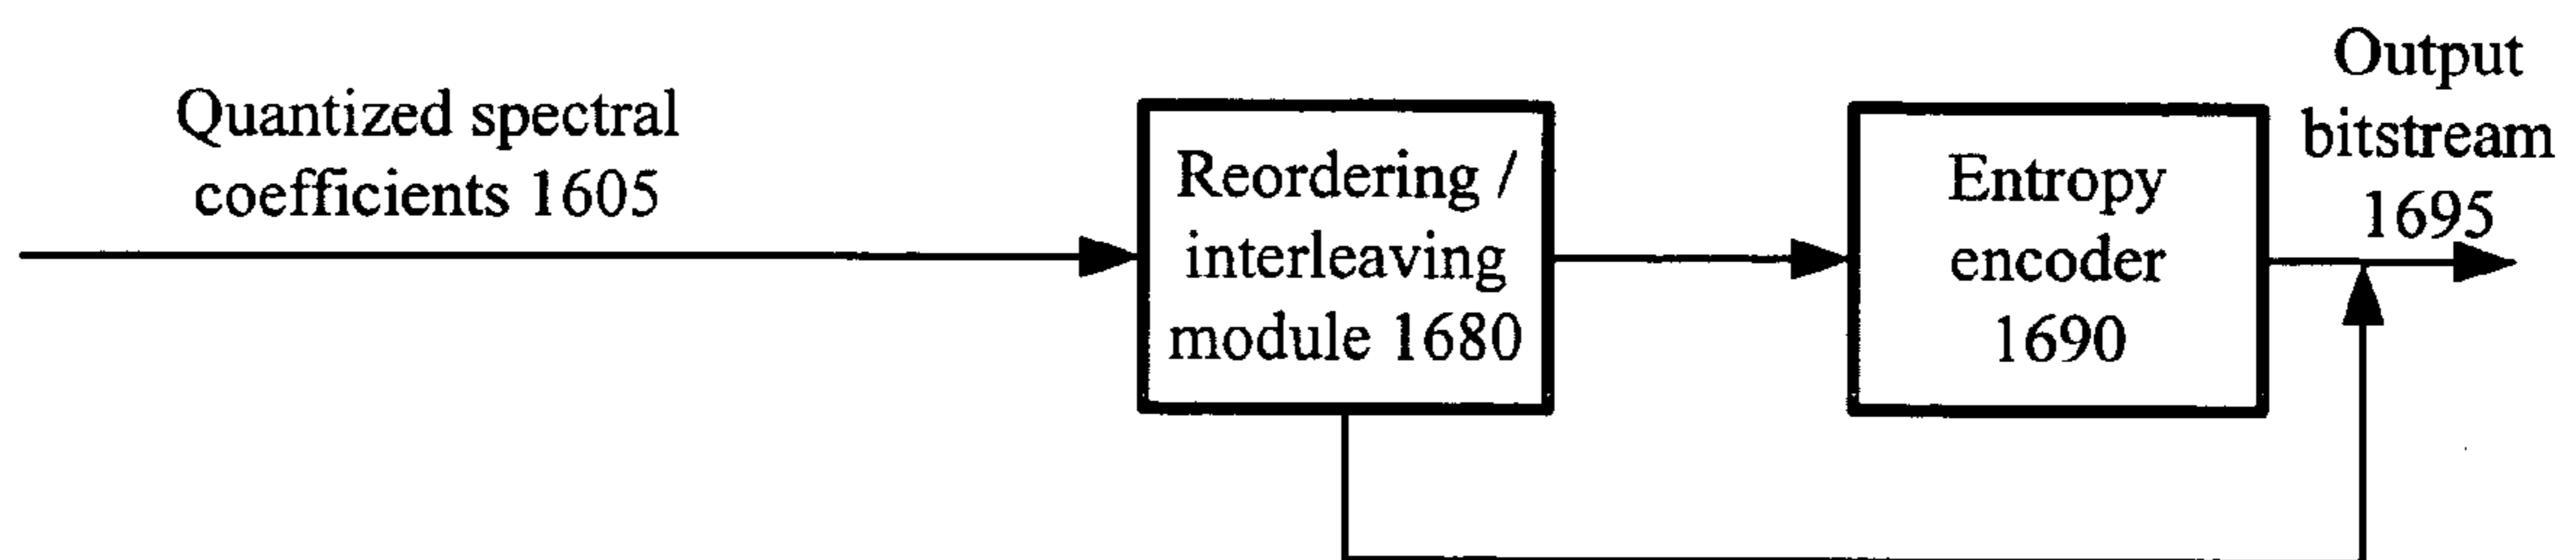 Quantized spectral
coefficients 1605
Reordering /
interleaving
module 1680
Entropy
encoder
1690
Output
bitstream
1695